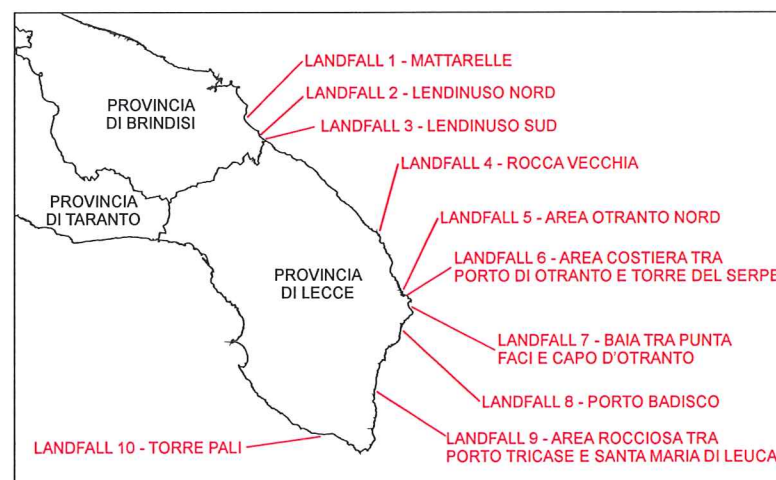 LANDFALL 1 - MATTARELLE
LANDFALL 2 - LENDINUSO NORD
PROVINCIA
DI BRINDISI
LANDFALL 3 - LENDINUSO SUD
LANDFALL 4 - ROCCA VECCHIA
PROVINCIA
DI TARANTO
LANDFALL 5 - AREA OTRANTO NORD
LANDFALL 6 - AREA COSTIERA TRA
PORTO DI OTRANTO E TORRE DEL SERPE
PROVINCIA
DI LECCE
LANDFALL 7 - BAIA TRA PUNTA
FACI E CAPO D'OTRANTO
LANDFALL 8 - PORTO BADISCO
LANDFALL 9 - AREA ROCCIOSA TRA
PORTO TRICASE E SANTA MARIA DI LEUCA
LANDFALL 10 - TORRE PALI